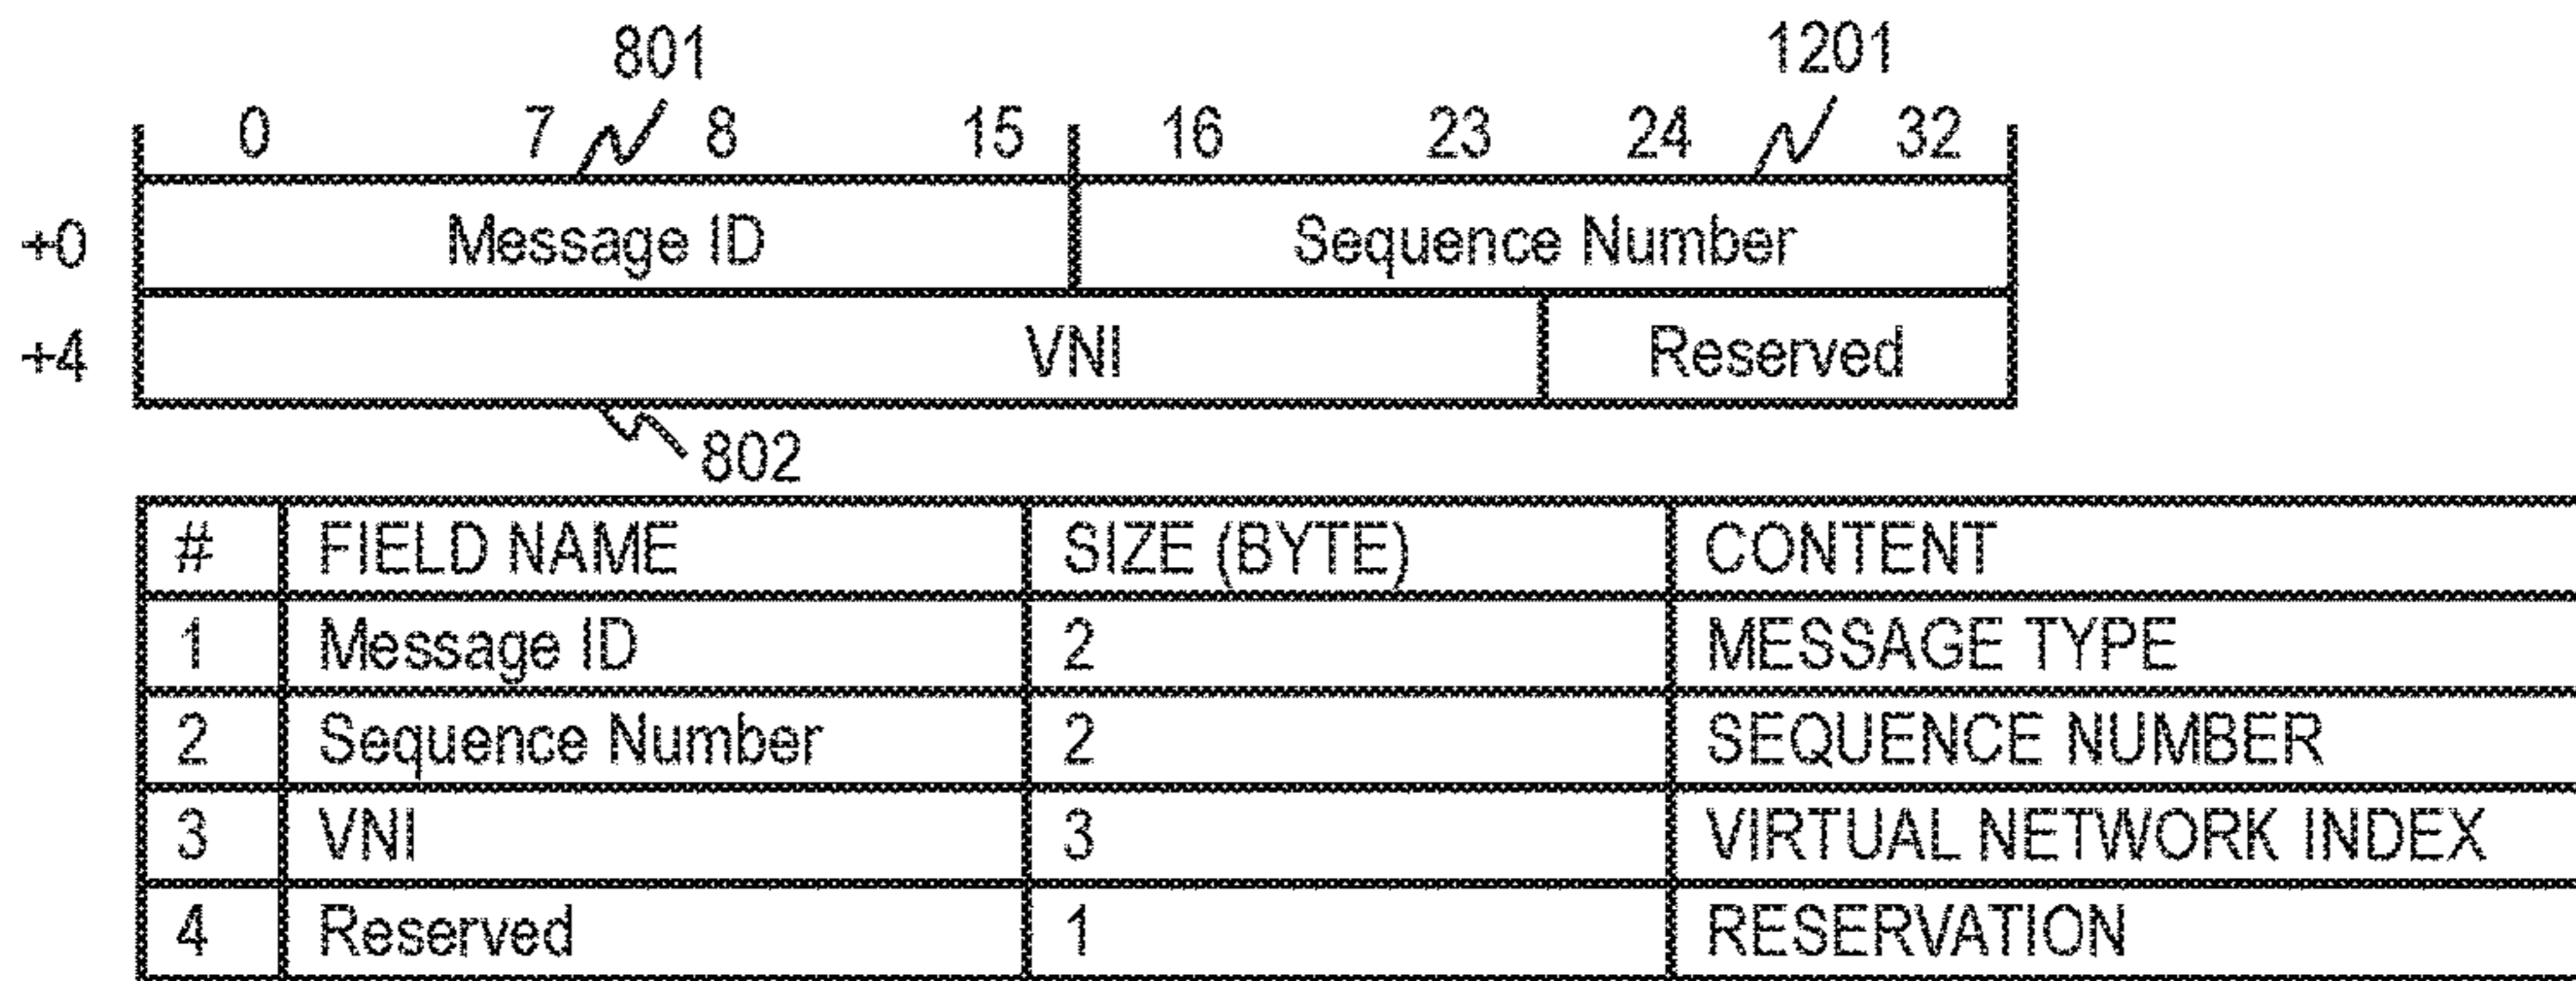 801 1201
0 7 8 15 16 23 24 32
+0 Message ID Sequence Number
+4 VNI Reserved
802
# FIELD NAME SIZE (BYTE) CONTENT
1 Message ID 2 MESSAGE TYPE
2 Sequence Number 2 SEQUENCE NUMBER
3 VNI 3 VIRTUAL NETWORK INDEX
4 Reserved 1 RESERVATION